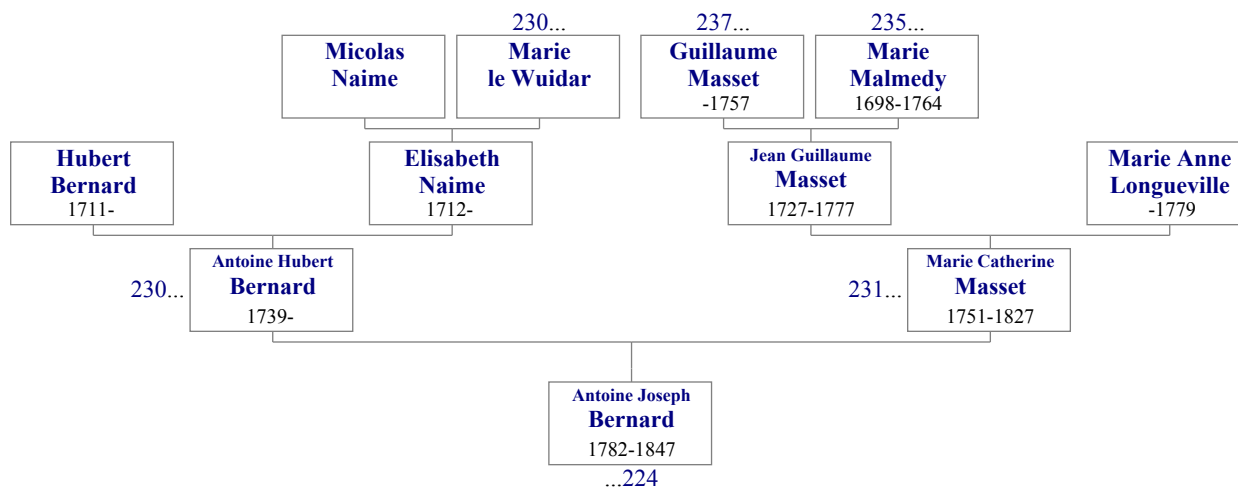 230...
237...
235...
Micolas
Naime
Marie
le Wuidar
Guillaume
Masset
-1757
Marie
Malmedy
1698-1764
Hubert
Bernard
1711-
Elisabeth
Naime
1712-
Jean Guillaume
Masset
1727-1777
Marie Anne
Longueville
-1779
230...
Antoine Hubert
Bernard
1739-
231...
Marie Catherine
Masset
1751-1827
Antoine Joseph
Bernard
1782-1847
...224